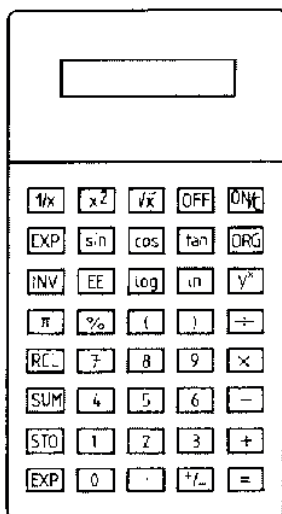 1/x x² √x OFF ON/C
EXP sin cos tan DRG
INV EE log ln yˣ
π % ( ) ÷
RCL 7 8 9 ×
SUM 4 5 6 −
STO 1 2 3 +
EXP 0 · +/− =